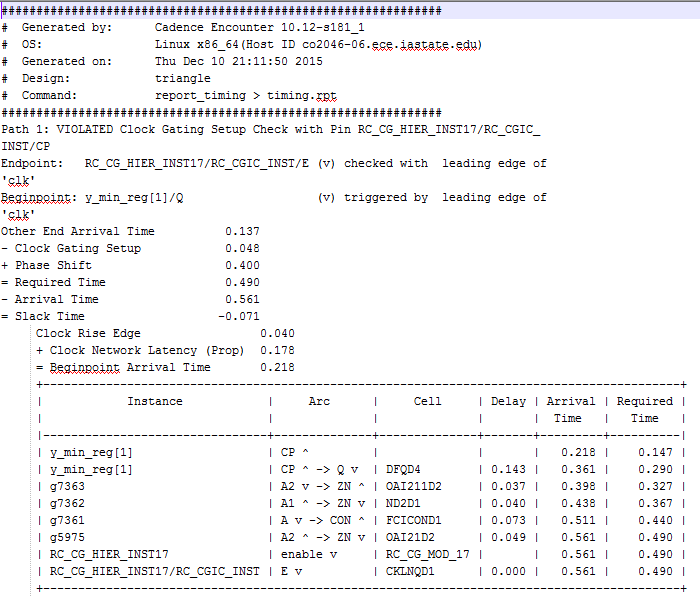 ###############################################################
#  Generated by:      Cadence Encounter 10.12-s181_1
#  OS:                Linux x86_64(Host ID co2046-06.ece.iastate.edu)
#  Generated on:      Thu Dec 10 21:11:50 2015
#  Design:            triangle
#  Command:           report_timing > timing.rpt
###############################################################
Path 1: VIOLATED Clock Gating Setup Check with Pin RC_CG_HIER_INST17/RC_CGIC_
INST/CP
Endpoint:   RC_CG_HIER_INST17/RC_CGIC_INST/E (v) checked with  leading edge of
'clk'
Beginpoint: y_min_reg[1]/Q                   (v) triggered by  leading edge of
'clk'
Other End Arrival Time          0.137
- Clock Gating Setup            0.048
+ Phase Shift                   0.400
= Required Time                 0.490
- Arrival Time                  0.561
= Slack Time                   -0.071
     Clock Rise Edge                 0.040
     + Clock Network Latency (Prop)  0.178
     = Beginpoint Arrival Time       0.218
     +-------------------------------------------------------------------------------------------+
     |            Instance            |     Arc      |     Cell     | Delay | Arrival | Required |
     |                                |              |              |       |  Time   |   Time   |
     |--------------------------------+--------------+--------------+-------+---------+----------|
     | y_min_reg[1]                   | CP ^         |              |       |   0.218 |    0.147 |
     | y_min_reg[1]                   | CP ^ -> Q v  | DFQD4        | 0.143 |   0.361 |    0.290 |
     | g7363                          | A2 v -> ZN ^ | OAI211D2     | 0.037 |   0.398 |    0.327 |
     | g7362                          | A1 ^ -> ZN v | ND2D1        | 0.040 |   0.438 |    0.367 |
     | g7361                          | A v -> CON ^ | FCICOND1     | 0.073 |   0.511 |    0.440 |
     | g5975                          | A2 ^ -> ZN v | OAI21D2      | 0.049 |   0.561 |    0.490 |
     | RC_CG_HIER_INST17              | enable v     | RC_CG_MOD_17 |       |   0.561 |    0.490 |
     | RC_CG_HIER_INST17/RC_CGIC_INST | E v          | CKLNQD1      | 0.000 |   0.561 |    0.490 |
     +-------------------------------------------------------------------------------------------+